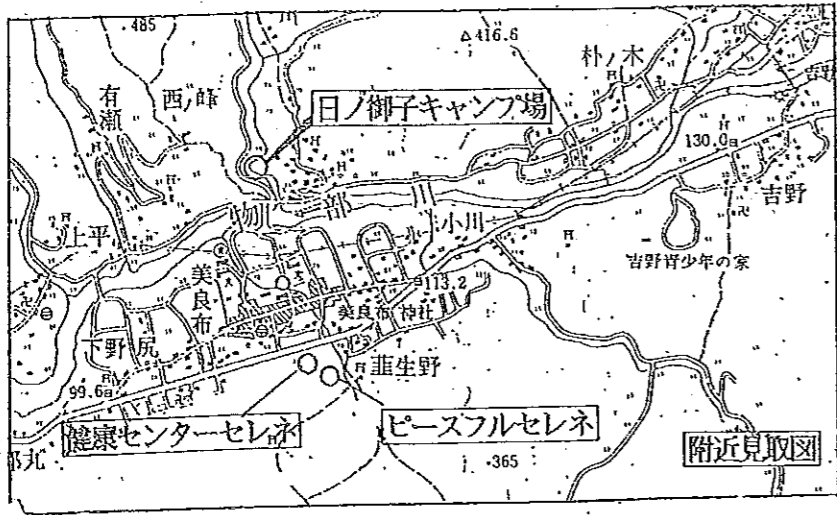 .485
△416.6
朴ノ木
有瀬
西ノ峰
日ノ御子キャンプ場
130.0
吉野
物部川
小川
上平
美良布
吉野青少年の家
113.2
美良布神社
下野尻
韮生野
99.6
健康センターセレネ
ピースフルセレネ
附近見取図
.365